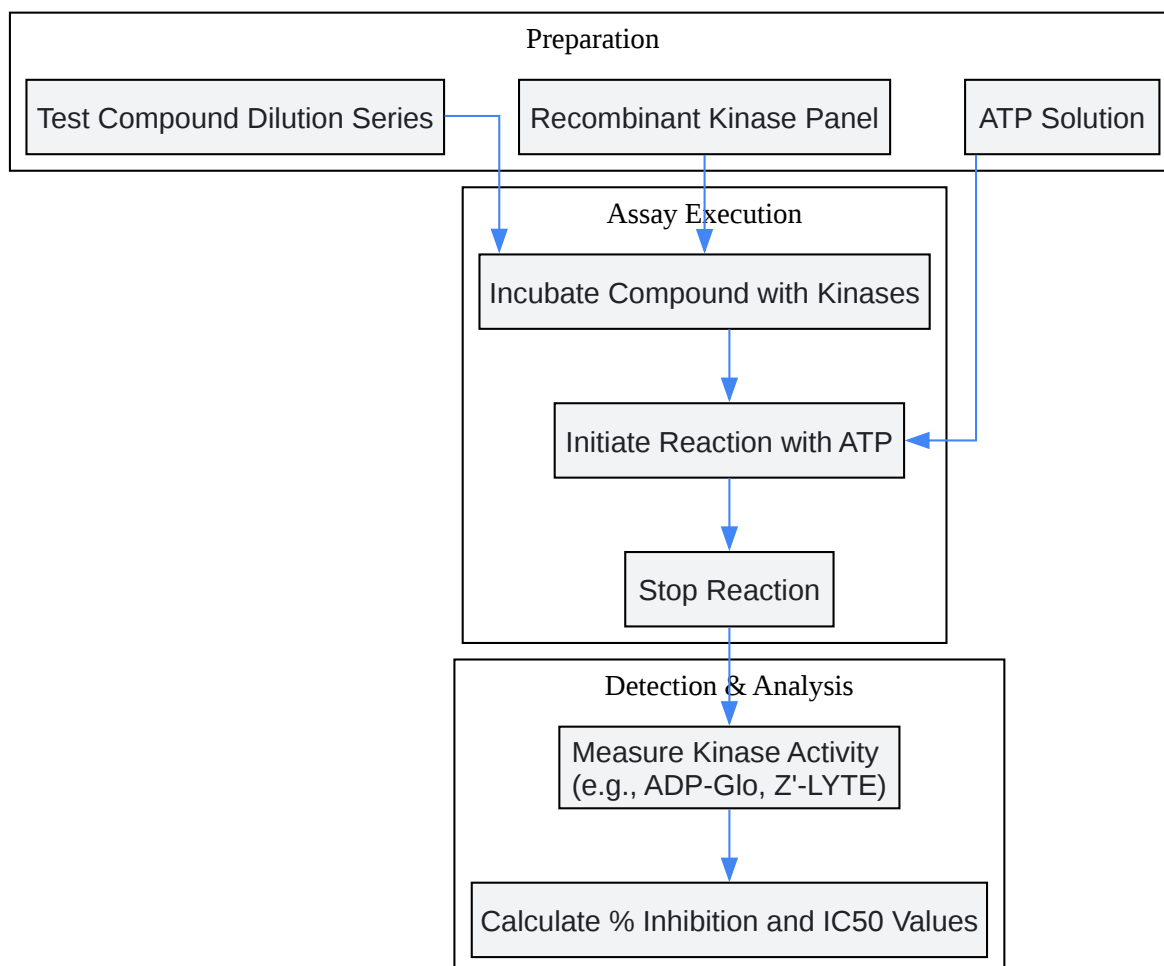 Preparation
Test Compound Dilution Series
Recombinant Kinase Panel
ATP Solution
Assay Execution
Incubate Compound with Kinases
Initiate Reaction with ATP
Stop Reaction
Detection & Analysis
Measure Kinase Activity
(e.g., ADP-Glo, Z'-LYTE)
Calculate % Inhibition and IC50 Values